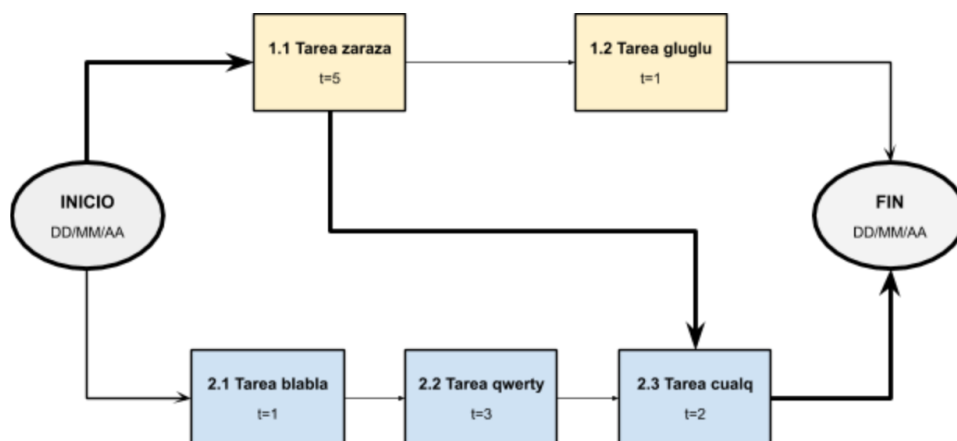 1.1 Tarea zaraza
t=5
1.2 Tarea gluglu
t=1
INICIO
DD/MM/AA
FIN
DD/MM/AA
2.1 Tarea blabla
t=1
2.2 Tarea qwerty
t=3
2.3 Tarea cualq
t=2